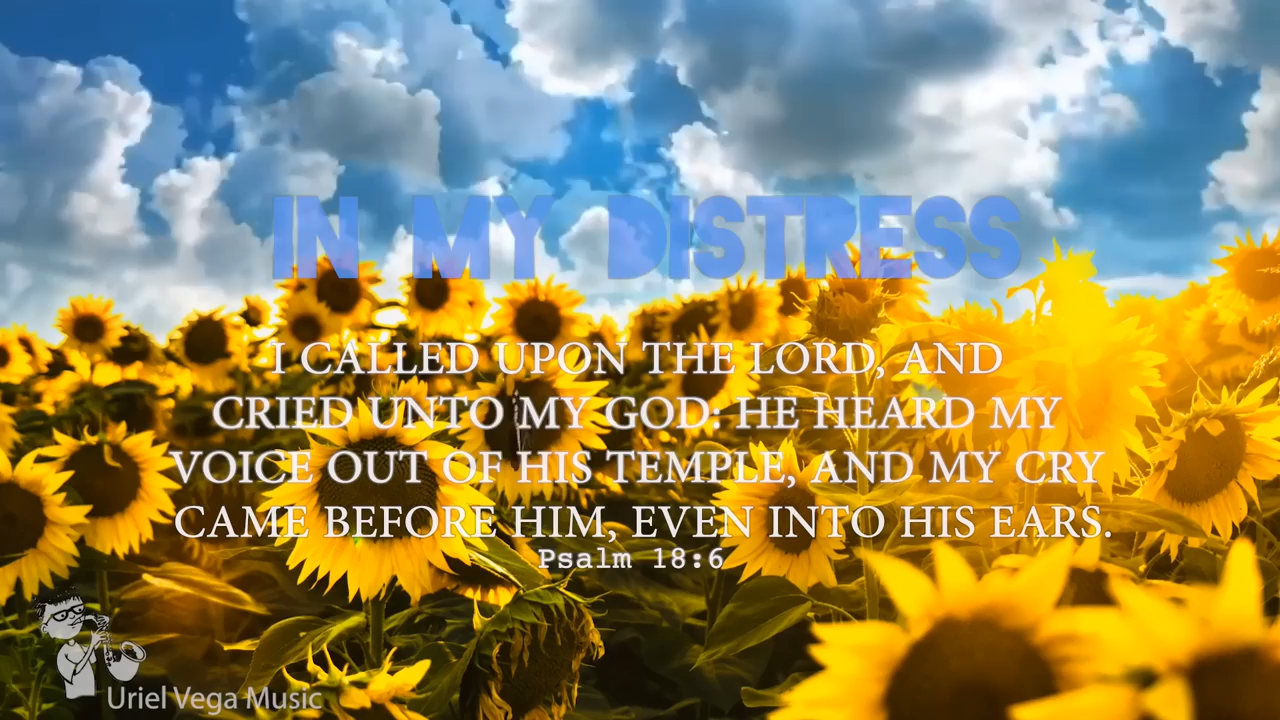 IN MY DISTRESS
I CALLED UPON THE LORD, AND
CRIED UNTO MY GOD: HE HEARD MY
VOICE OUT OF HIS TEMPLE, AND MY CRY
CAME BEFORE HIM, EVEN INTO HIS EARS.
Psalm 18:6
Uriel Vega Music